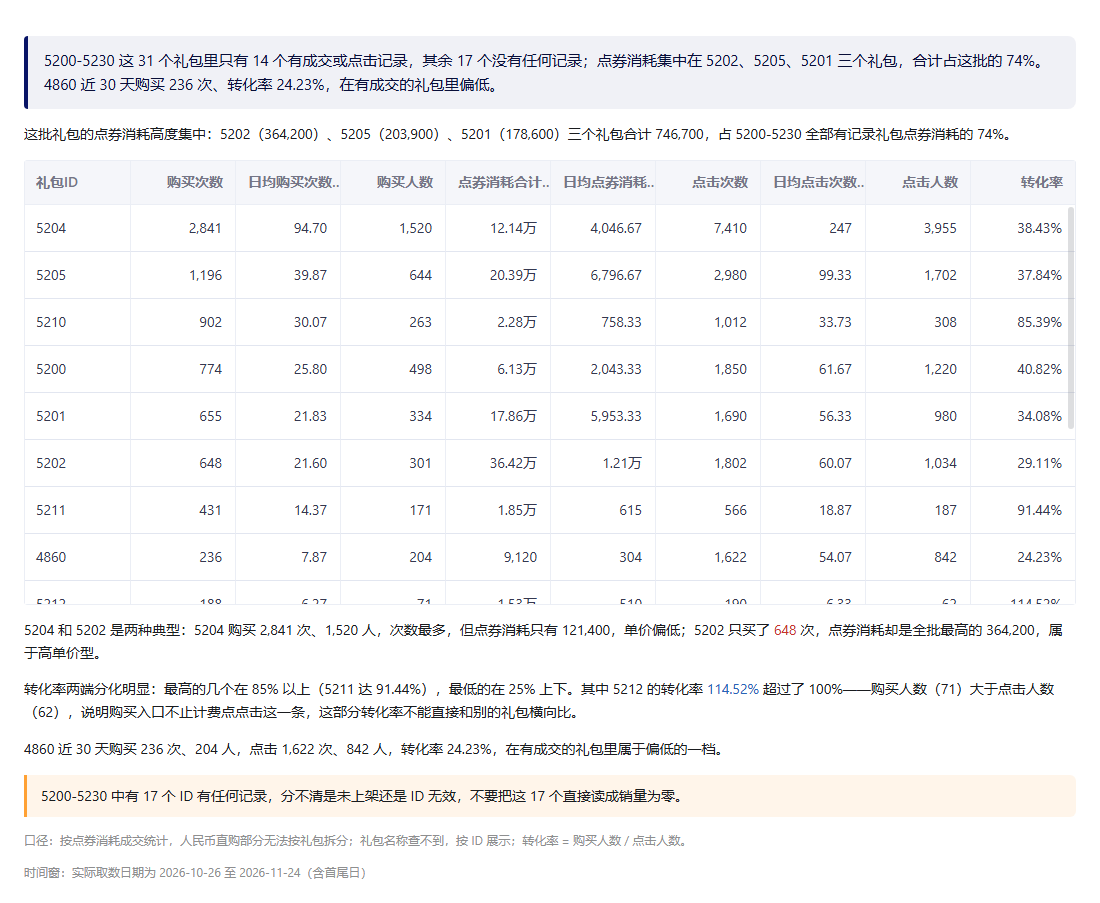 5200-5230 这 31 个礼包里只有 14 个有成交或点击记录，其余 17 个没有任何记录；点券消耗集中在 5202、5205、5201 三个礼包，合计占这批的 74%。
4860 近 30 天购买 236 次、转化率 24.23%，在有成交的礼包里偏低。
这批礼包的点券消耗高度集中：5202（364,200）、5205（203,900）、5201（178,600）三个礼包合计 746,700，占 5200-5230 全部有记录礼包点券消耗的 74%。
礼包ID 购买次数 日均购买次数.. 购买人数 点券消耗合计.. 日均点券消耗.. 点击次数 日均点击次数.. 点击人数 转化率
5204 2,841 94.70 1,520 12.14万 4,046.67 7,410 247 3,955 38.43%
5205 1,196 39.87 644 20.39万 6,796.67 2,980 99.33 1,702 37.84%
5210 902 30.07 263 2.28万 758.33 1,012 33.73 308 85.39%
5200 774 25.80 498 6.13万 2,043.33 1,850 61.67 1,220 40.82%
5201 655 21.83 334 17.86万 5,953.33 1,690 56.33 980 34.08%
5202 648 21.60 301 36.42万 1.21万 1,802 60.07 1,034 29.11%
5211 431 14.37 171 1.85万 615 566 18.87 187 91.44%
4860 236 7.87 204 9,120 304 1,622 54.07 842 24.23%
5212 188 6.27 71 1.53万 510 190 6.33 62 114.52%
5204 和 5202 是两种典型：5204 购买 2,841 次、1,520 人，次数最多，但点券消耗只有 121,400，单价偏低；5202 只买了 648 次，点券消耗却是全批最高的 364,200，属
于高单价型。
转化率两端分化明显：最高的几个在 85% 以上（5211 达 91.44%），最低的在 25% 上下。其中 5212 的转化率 114.52% 超过了 100%——购买人数（71）大于点击人数
（62），说明购买入口不止计费点点击这一条，这部分转化率不能直接和别的礼包横向比。
4860 近 30 天购买 236 次、204 人，点击 1,622 次、842 人，转化率 24.23%，在有成交的礼包里属于偏低的一档。
5200-5230 中有 17 个 ID 有任何记录，分不清是未上架还是 ID 无效，不要把这 17 个直接读成销量为零。
口径：按点券消耗成交统计，人民币直购部分无法按礼包拆分；礼包名称查不到，按 ID 展示；转化率 = 购买人数 / 点击人数。
时间窗：实际取数日期为 2026-10-26 至 2026-11-24（含首尾日）